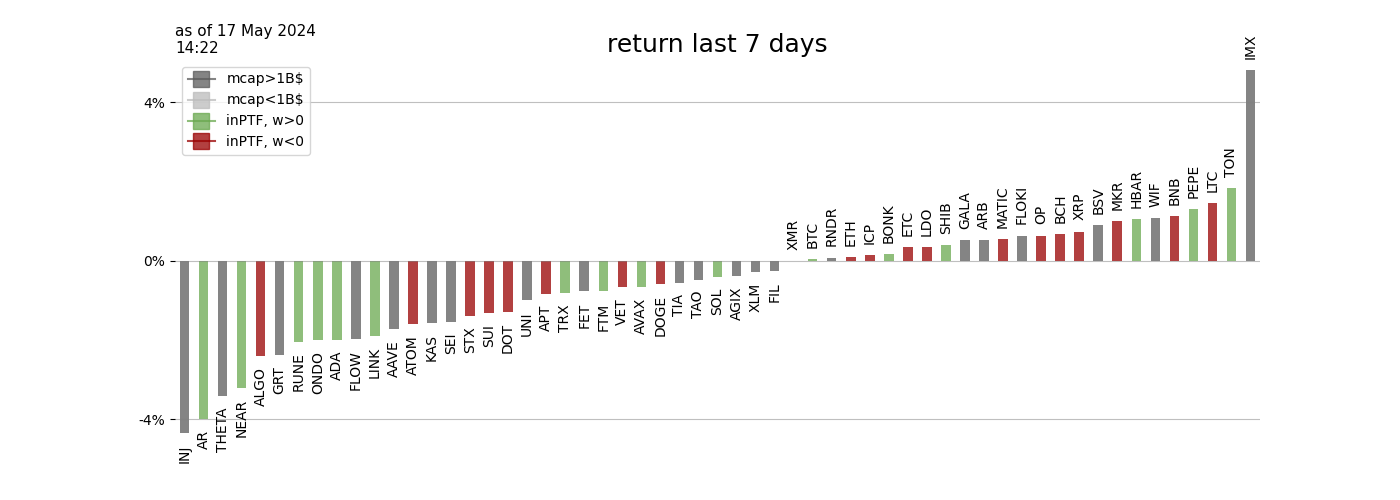 as of 17 May 2024
14:22
return last 7 days
mcap>1B$
mcap<1B$
inPTF, w>0
inPTF, w<0
4%
0%
-4%
INJ
AR
THETA
NEAR
ALGO
GRT
RUNE
ONDO
ADA
FLOW
LINK
AAVE
ATOM
KAS
SEI
STX
SUI
DOT
UNI
APT
TRX
FET
FTM
VET
AVAX
DOGE
TIA
TAO
SOL
AGIX
XLM
FIL
XMR
BTC
RNDR
ETH
ICP
BONK
ETC
LDO
SHIB
GALA
ARB
MATIC
FLOKI
OP
BCH
XRP
BSV
MKR
HBAR
WIF
BNB
PEPE
LTC
TON
IMX